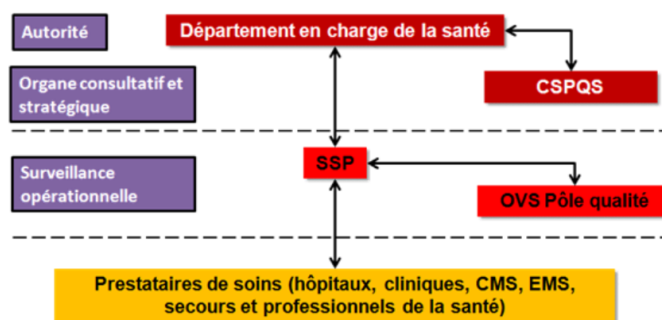 Autorité
Département en charge de la santé
Organe consultatif et
stratégique
CSPQS
Surveillance
opérationnelle
SSP
OVS Pôle qualité
Prestataires de soins (hôpitaux, cliniques, CMS, EMS,
secours et professionnels de la santé)